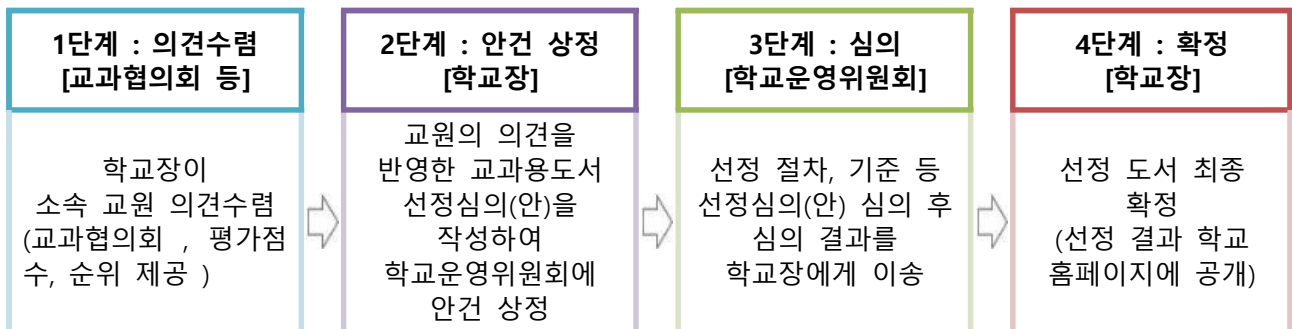 1단계 : 의견수렴
[교과협의회 등]
학교장이
소속 교원 의견수렴
(교과협의회 , 평가점
수, 순위 제공 )
2단계 : 안건 상정
[학교장]
교원의 의견을
반영한 교과용도서
선정심의(안)을
작성하여
학교운영위원회에
안건 상정
3단계 : 심의
[학교운영위원회]
선정 절차, 기준 등
선정심의(안) 심의 후
심의 결과를
학교장에게 이송
4단계 : 확정
[학교장]
선정 도서 최종
확정
(선정 결과 학교
홈페이지에 공개)